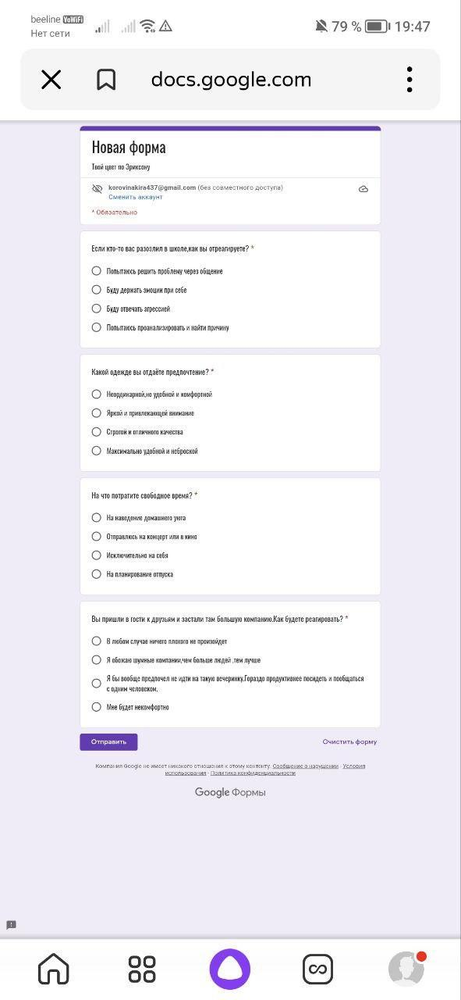 beeline VoWiFi
Нет сети
79 %
19:47
docs.google.com
Новая форма
Твой цвет по Эриксону
korovinakira437@gmail.com (без совместного доступа)
Сменить аккаунт
* Обязательно
Если кто-то вас разозлил в школе,как вы отреагируете? *
Попытаюсь решить проблему через общение
Буду держать эмоции при себе
Буду отвечать агрессией
Попытаюсь проанализировать и найти причину
Какой одежде вы отдаёте предпочтение? *
Неординарной,но удобной и комфортной
Яркой и привлекающей внимание
Строгой и отличного качества
Максимально удобной и неброской
На что потратите свободное время? *
На наведение домашнего уюта
Отправлюсь на концерт или в кино
Исключительно на себя
На планирование отпуска
Вы пришли в гости к друзьям и застали там большую компанию.Как будете реагировать? *
В любом случае ничего плохого не произойдет
Я обожаю шумные компании,чем больше людей ,тем лучше
Я бы вообще предпочел не идти на такую вечеринку.Гораздо продуктивнее посидеть и пообщаться
с одним человеком.
Мне будет некомфортно
Отправить
Очистить форму
Компания Google не имеет никакого отношения к этому контенту. Сообщение о нарушении - Условия
использования - Политика конфиденциальности
Google Формы